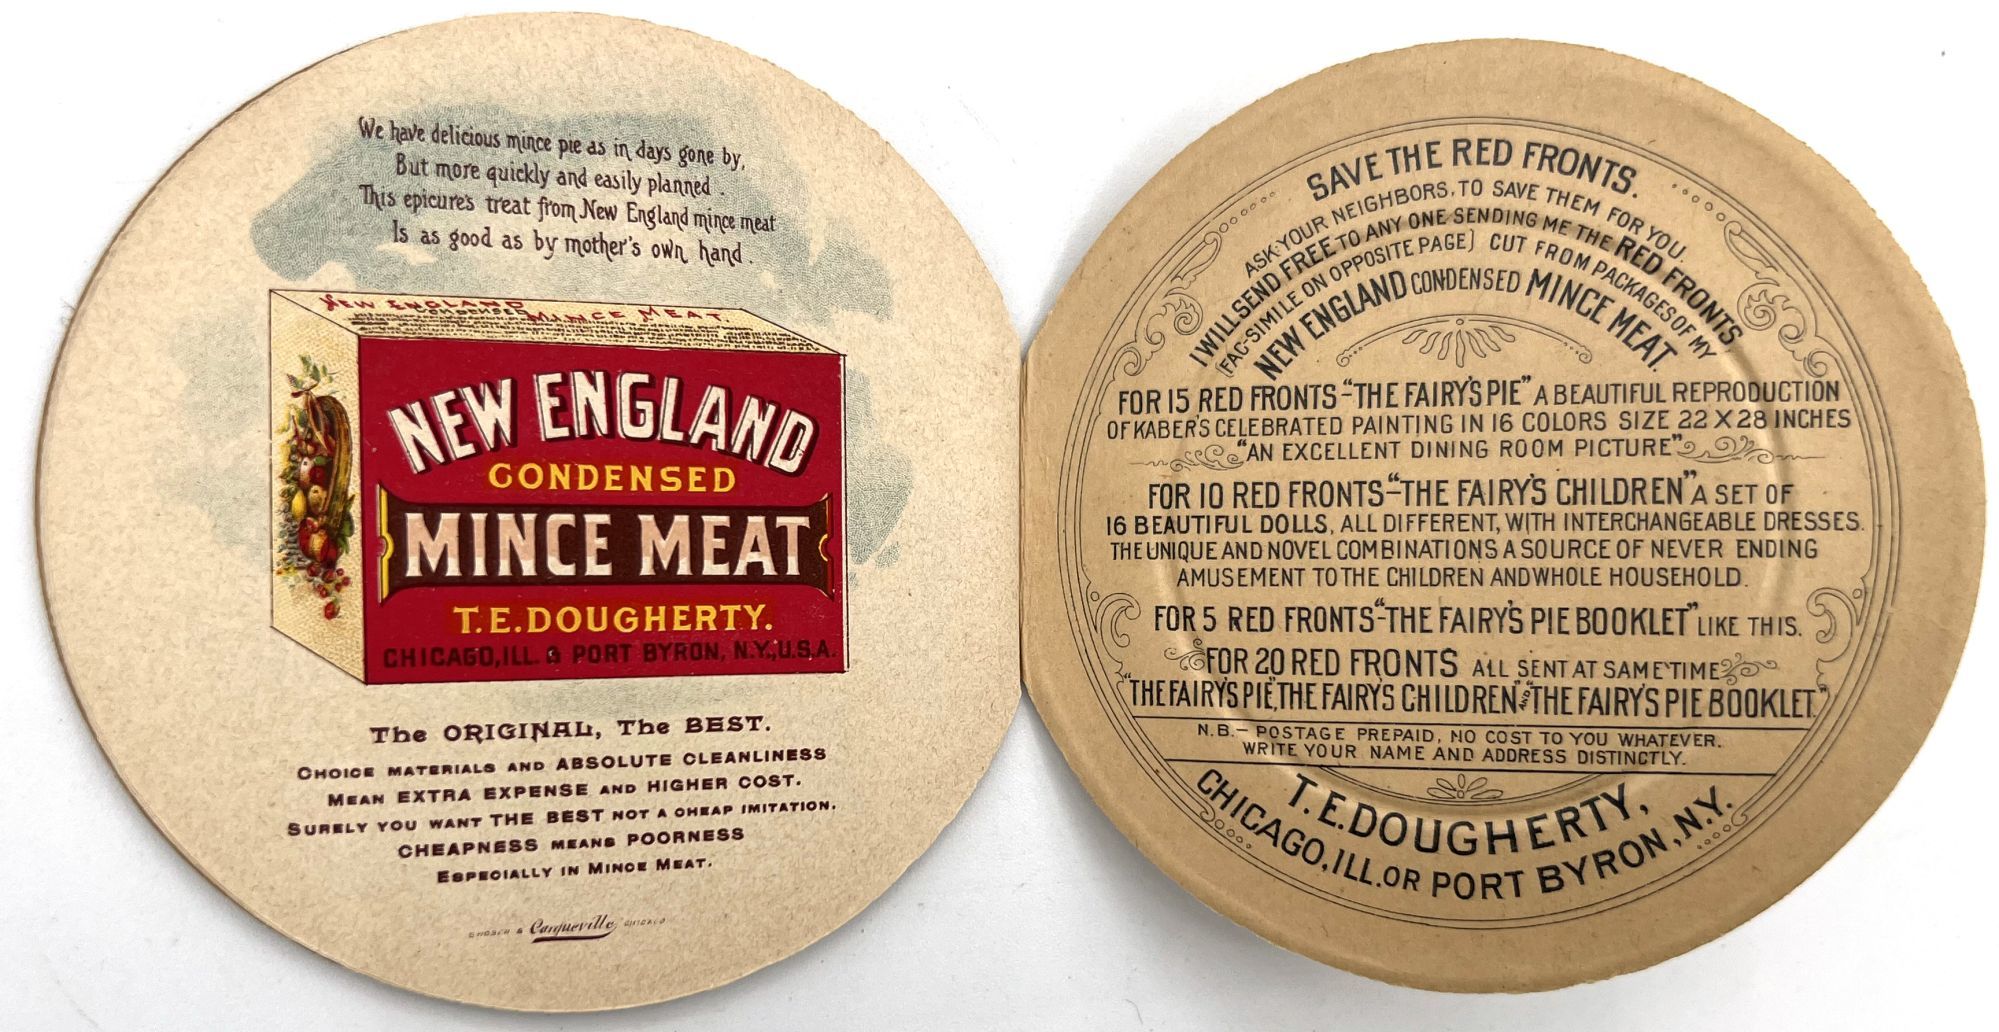 We have delicious mince pie as in days gone by,
But more quickly and easily planned.
This epicures treat from New England mince meat
Is as good as by mother's own hand.
NEW ENGLAND
CONDENSED
MINCE MEAT.
NEW ENGLAND
CONDENSED
MINCE MEAT
T.E.DOUGHERTY.
CHICAGO,ILL. & PORT BYRON, N.Y.,U.S.A.
The ORIGINAL, The BEST.
CHOICE MATERIALS AND ABSOLUTE CLEANLINESS
MEAN EXTRA EXPENSE AND HIGHER COST.
SURELY YOU WANT THE BEST NOT A CHEAP IMITATION.
CHEAPNESS MEANS POORNESS
ESPECIALLY IN MINCE MEAT.
& Carqueville CHICAGO
SAVE THE RED FRONTS.
ASK YOUR NEIGHBORS, TO SAVE THEM FOR YOU.
I WILL SEND FREE TO ANY ONE SENDING ME THE RED FRONTS
(FAC-SIMILE ON OPPOSITE PAGE) CUT FROM PACKAGES OF MY
NEW ENGLAND CONDENSED MINCE MEAT.
FOR 15 RED FRONTS-"THE FAIRY'S PIE" A BEAUTIFUL REPRODUCTION
OF KABER'S CELEBRATED PAINTING IN 16 COLORS SIZE 22 X 28 INCHES
"AN EXCELLENT DINING ROOM PICTURE"
FOR 10 RED FRONTS-"THE FAIRY'S CHILDREN" A SET OF
16 BEAUTIFUL DOLLS, ALL DIFFERENT, WITH INTERCHANGEABLE DRESSES.
THE UNIQUE AND NOVEL COMBINATIONS A SOURCE OF NEVER ENDING
AMUSEMENT TO THE CHILDREN AND WHOLE HOUSEHOLD.
FOR 5 RED FRONTS-"THE FAIRY'S PIE BOOKLET" LIKE THIS.
FOR 20 RED FRONTS ALL SENT AT SAME TIME
"THE FAIRY'S PIE", THE FAIRY'S CHILDREN" AND "THE FAIRY'S PIE BOOKLET."
N.B.- POSTAGE PREPAID, NO COST TO YOU WHATEVER.
WRITE YOUR NAME AND ADDRESS DISTINCTLY.
T.E.DOUGHERTY,
CHICAGO,ILL.OR PORT BYRON,N.Y.